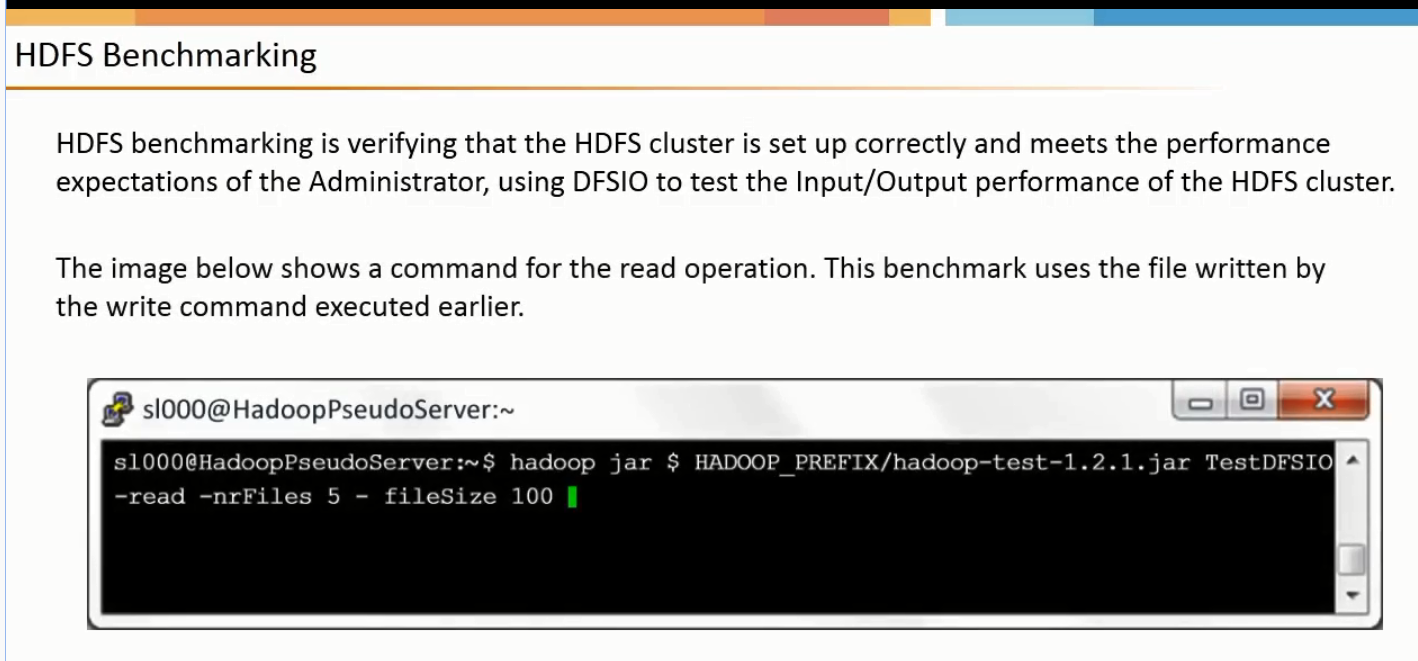 HDFS Benchmarking
HDFS benchmarking is verifying that the HDFS cluster is set up correctly and meets the performance
expectations of the Administrator, using DFSIO to test the Input/Output performance of the HDFS cluster.
The image below shows a command for the read operation. This benchmark uses the file written by
the write command executed earlier.
sl000@HadoopPseudoServer:~
sl000@HadoopPseudoServer:~$ hadoop jar $ HADOOP_PREFIX/hadoop-test-1.2.1.jar TestDFSIO
-read -nrFiles 5 - fileSize 100